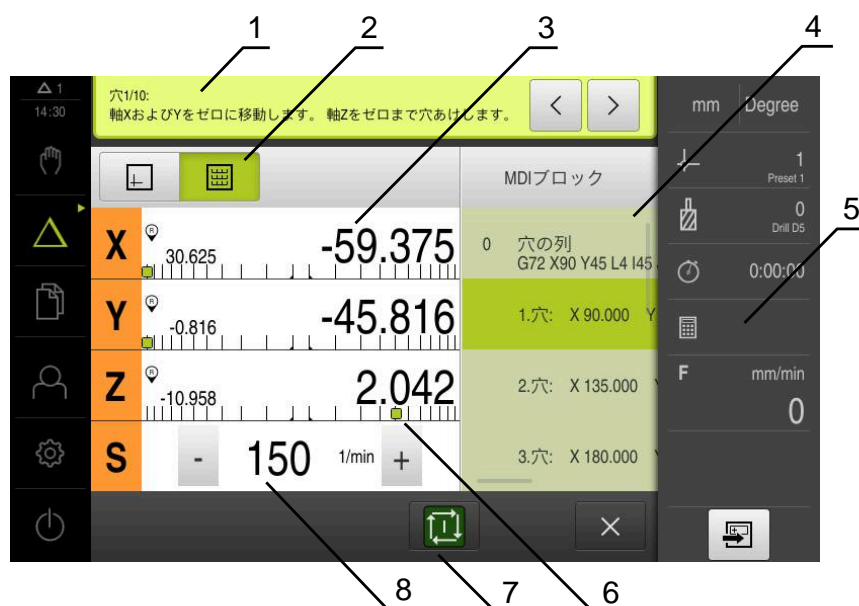 1 2 3 4
5
6
7
8
1
14:30
穴1/10:
軸XおよびYをゼロに移動します。 軸Zをゼロまで穴あけします。
< >
mm Degree
MDIブロック
1
Preset 1
X R 30.625 -59.375
0 穴の列
G72 X90 Y45 L4 I45
0
Drill D5
0:00:00
Y R -0.816 -45.816
1.穴: X 90.000 Y
Z R -10.958 2.042
2.穴: X 135.000
F mm/min
0
S - 150 1/min +
3.穴: X 180.000